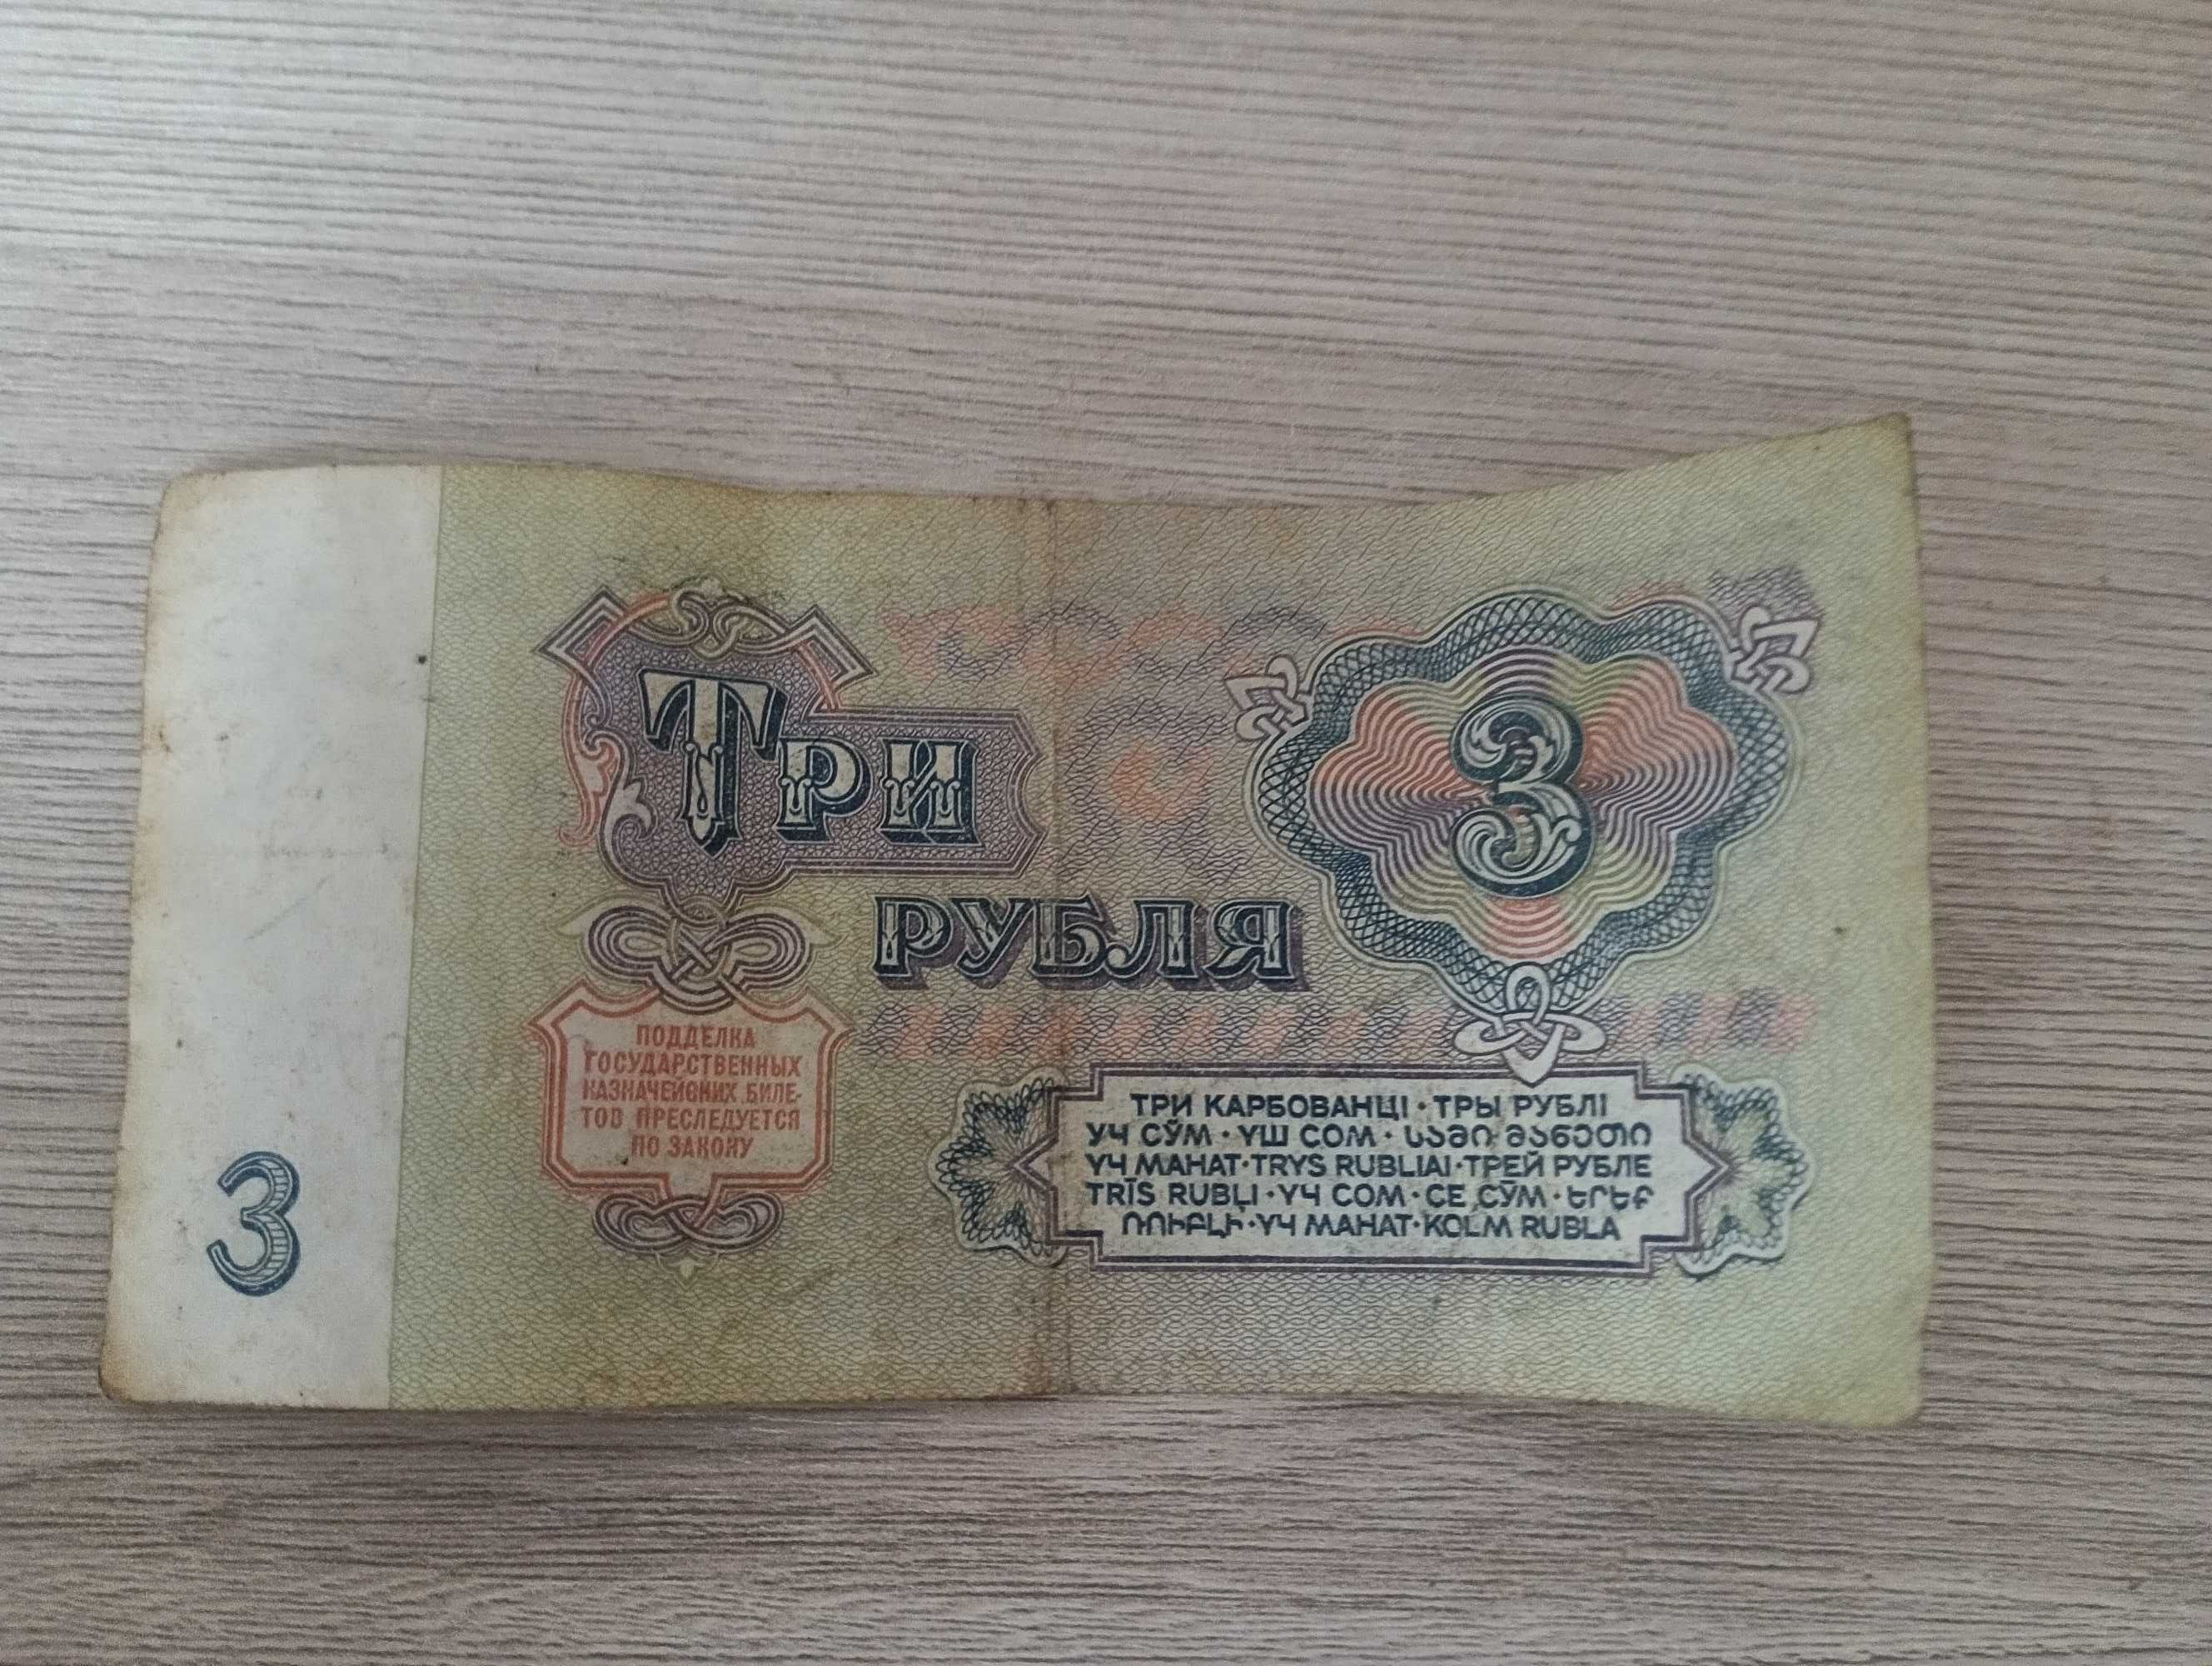 ТРИ
РУБЛЯ
3
ПОДДЕЛКА
ГОСУДАРСТВЕННЫХ
КАЗНАЧЕЙСКИХ БИЛЕ-
ТОВ ПРЕСЛЕДУЕТСЯ
ПО ЗАКОНУ
3
ТРИ КАРБОВАНЦІ · ТРЫ РУБЛІ
УЧ СЎМ · ҮШ СОМ · ᲡᲐᲛᲘ ᲛᲐᲜᲔᲗᲘ
ҮЧ МАНАТ · TRYS RUBLIAI · ТРЕЙ РУБЛЕ
TRĪS RUBĻI · ҮЧ СОМ · СЕ СӮМ · ԵՐԵՔ
ՌՈՒԲԼԻ · ҮЧ МАНАТ · KOLM RUBLA